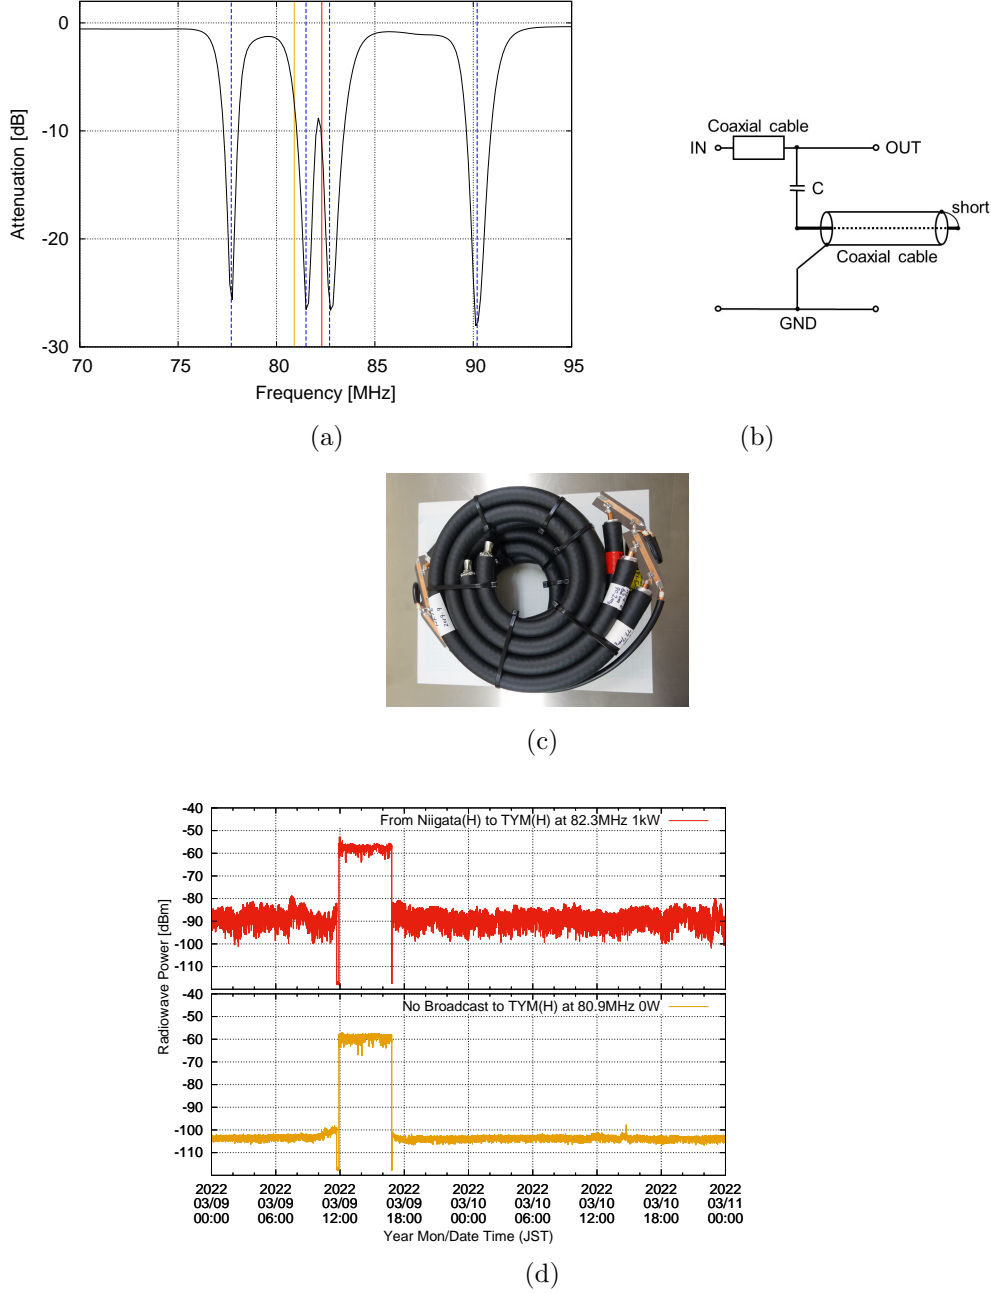 0
-10
-20
-30
Attenuation [dB]
70 75 80 85 90 95
Frequency [MHz]
(a)
Coaxial cable
IN OUT
C
short
Coaxial cable
GND
(b)
(c)
-40
-50
-60
-70
-80
-90
-100
-110
From Niigata(H) to TYM(H) at 82.3MHz 1kW
Radiowave Power [dBm]
-40
-50
-60
-70
-80
-90
-100
-110
No Broadcast to TYM(H) at 80.9MHz 0W
2022 2022 2022 2022 2022 2022 2022 2022 2022
03/09 03/09 03/09 03/09 03/10 03/10 03/10 03/10 03/11
00:00 06:00 12:00 18:00 00:00 06:00 12:00 18:00 00:00
Year Mon/Date Time (JST)
(d)